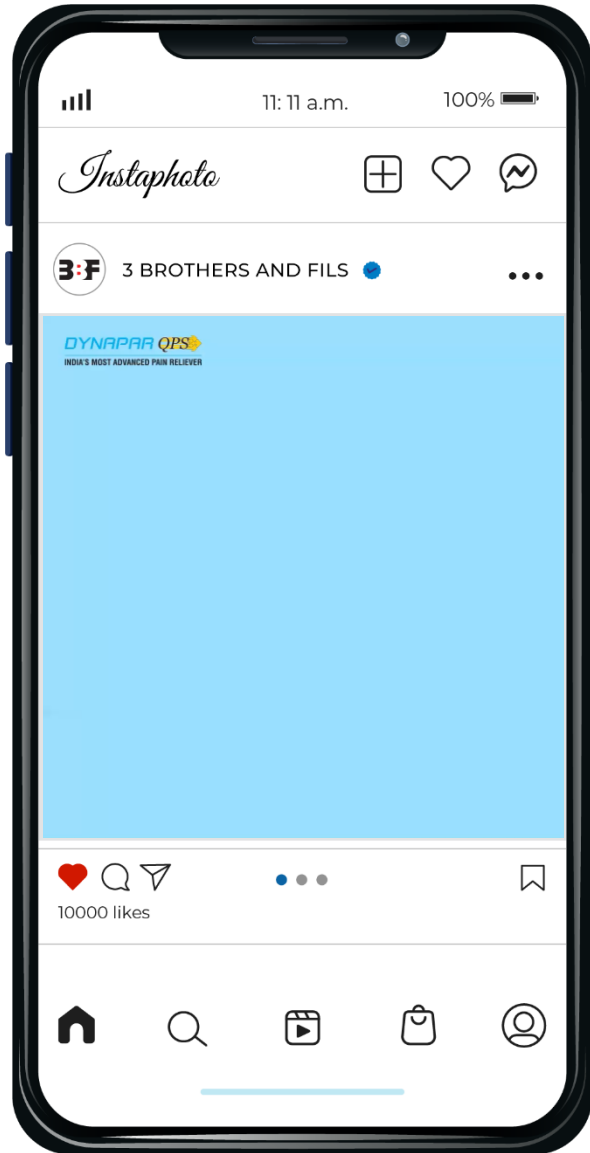 11: 11 a.m.
100%
Instaphoto
3:F
3 BROTHERS AND FILS
DYNAPAR QPS
INDIA'S MOST ADVANCED PAIN RELIEVER
10000 likes